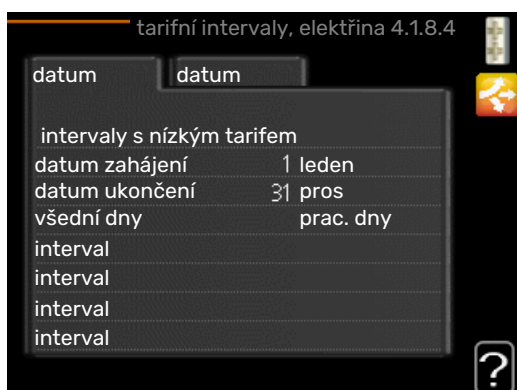 tarifní intervaly, elektřina 4.1.8.4
datum datum
intervaly s nízkým tarifem
datum zahájení 1 leden
datum ukončení 31 pros
všední dny prac. dny
interval
interval
interval
interval
?